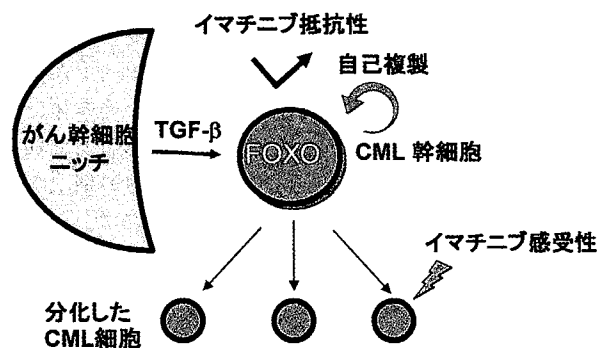 イマチニブ抵抗性
自己複製
がん幹細胞
ニッチ
TGF-β
FOXO
CML 幹細胞
イマチニブ感受性
分化した
CML細胞